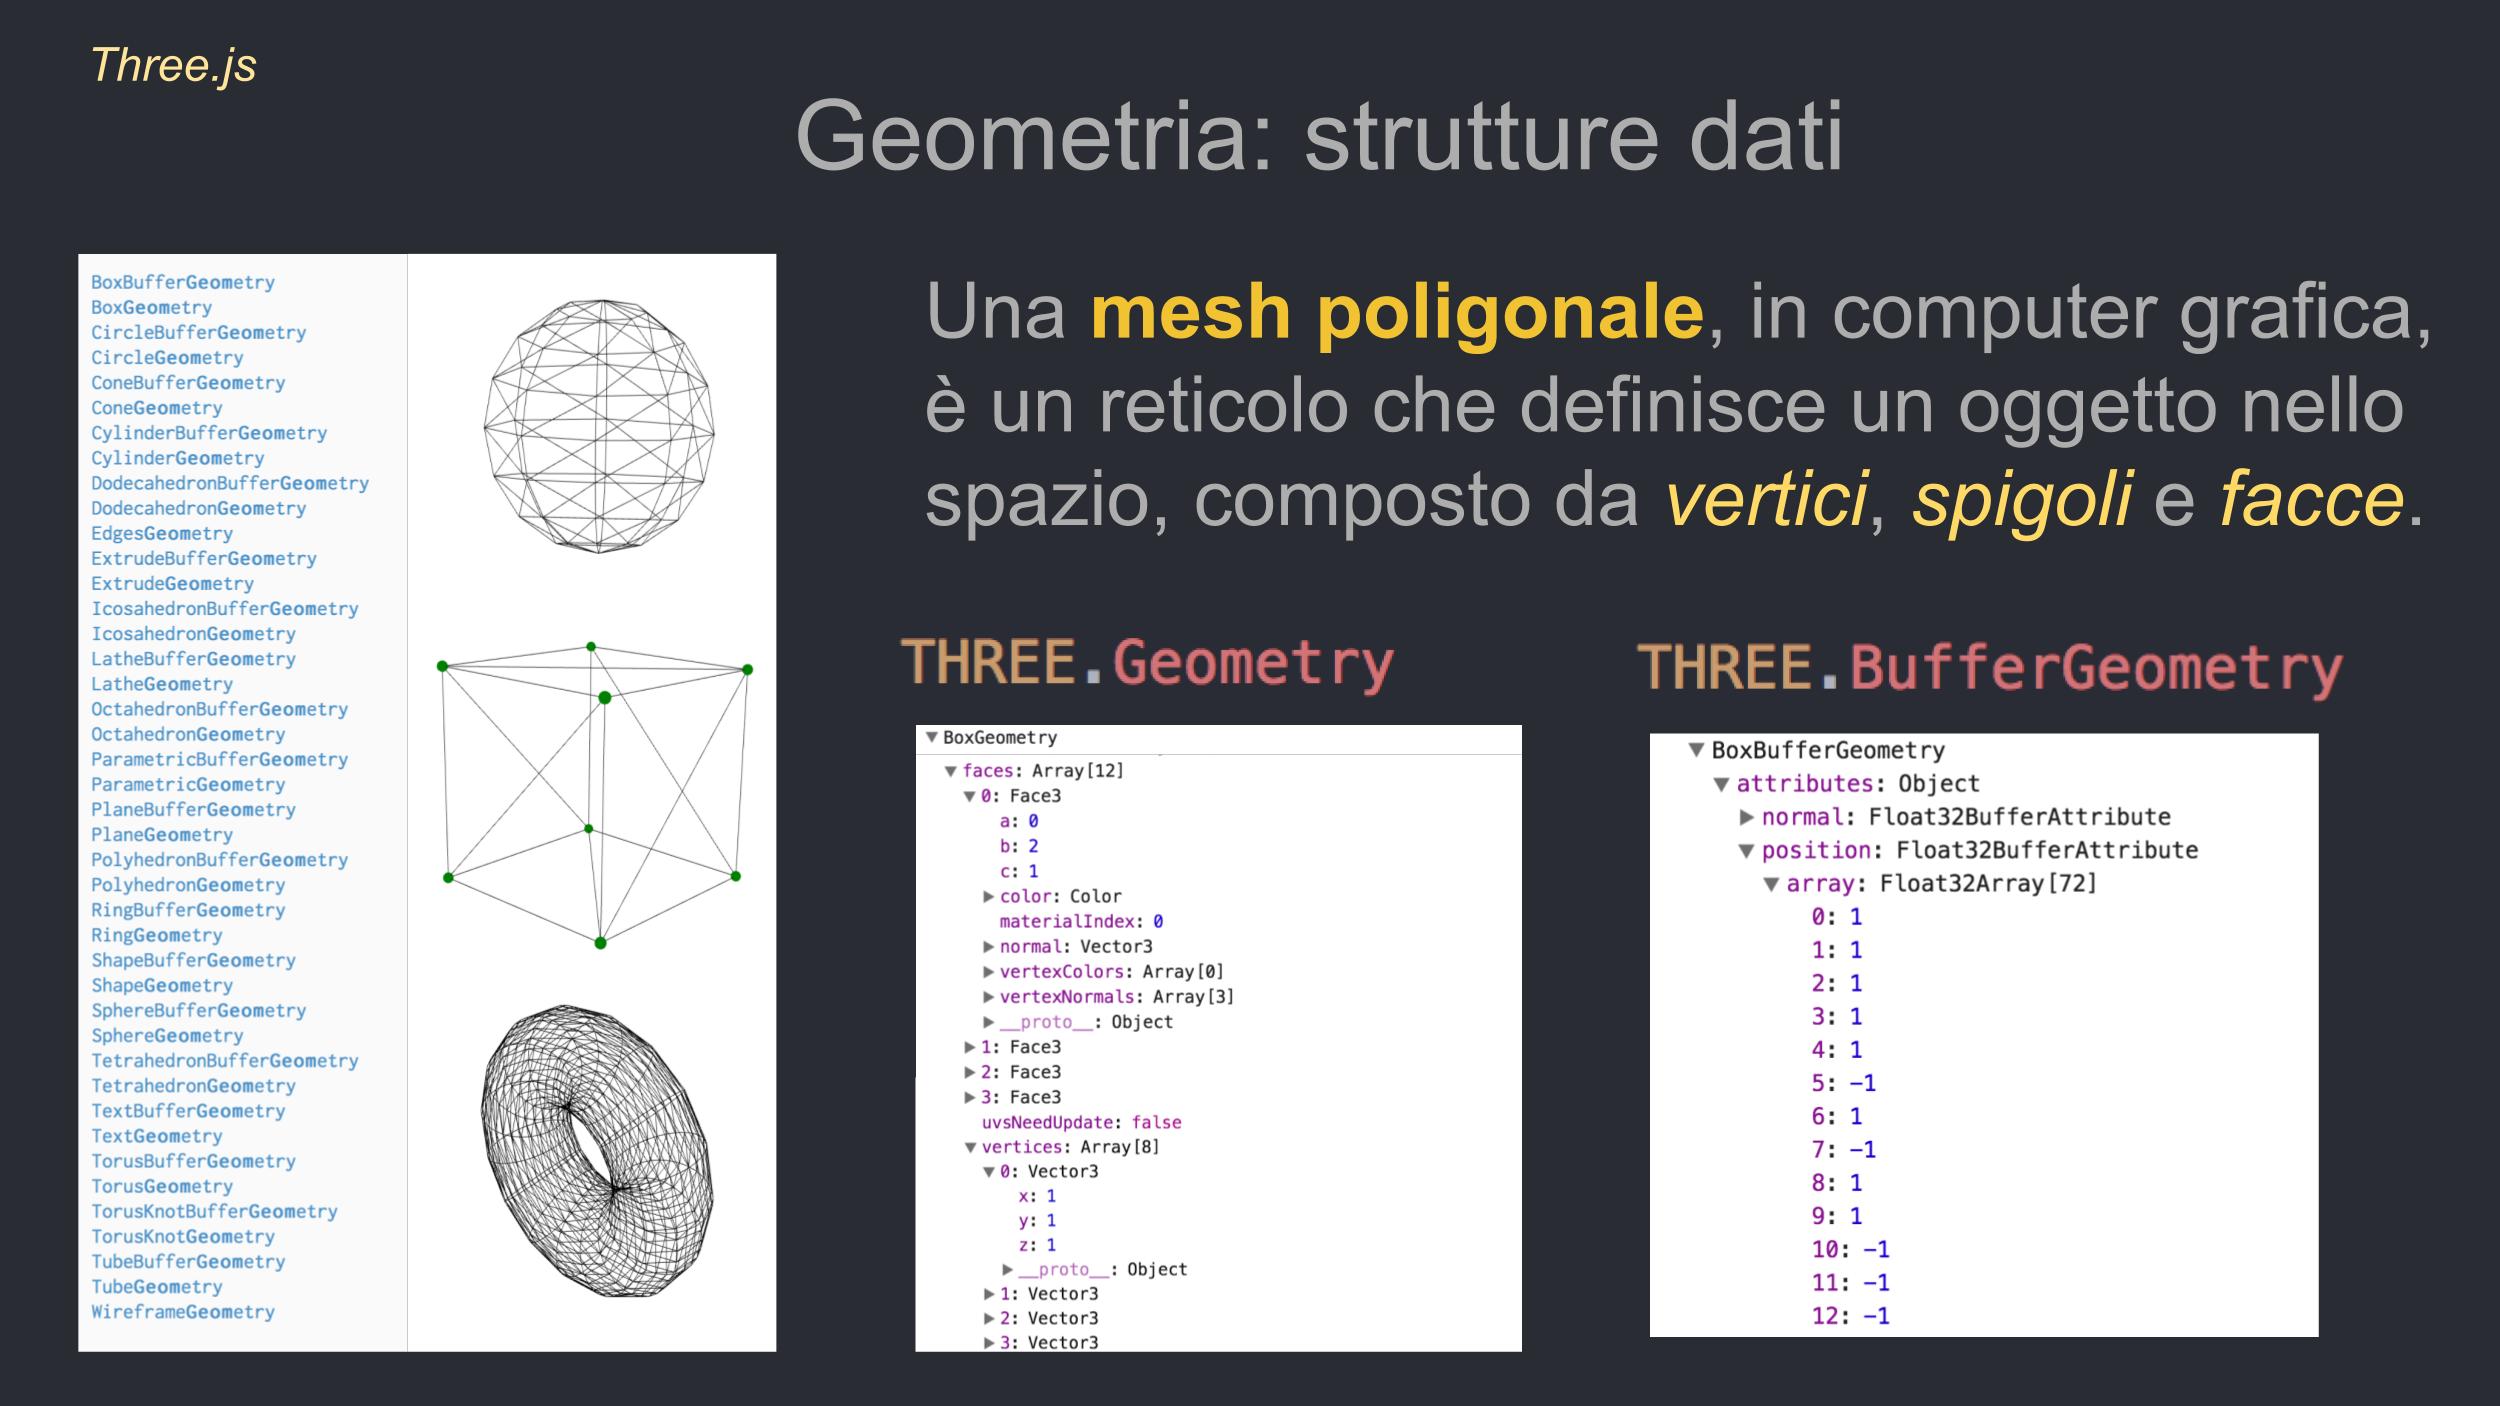 Three.js
Geometria: strutture dati
BoxBufferGeometry
BoxGeometry
CircleBufferGeometry
CircleGeometry
ConeBufferGeometry
ConeGeometry
CylinderBufferGeometry
CylinderGeometry
DodecahedronBufferGeometry
DodecahedronGeometry
EdgesGeometry
ExtrudeBufferGeometry
ExtrudeGeometry
IcosahedronBufferGeometry
IcosahedronGeometry
LatheBufferGeometry
LatheGeometry
OctahedronBufferGeometry
OctahedronGeometry
ParametricBufferGeometry
ParametricGeometry
PlaneBufferGeometry
PlaneGeometry
PolyhedronBufferGeometry
PolyhedronGeometry
RingBufferGeometry
RingGeometry
ShapeBufferGeometry
ShapeGeometry
SphereBufferGeometry
SphereGeometry
TetrahedronBufferGeometry
TetrahedronGeometry
TextBufferGeometry
TextGeometry
TorusBufferGeometry
TorusGeometry
TorusKnotBufferGeometry
TorusKnotGeometry
TubeBufferGeometry
TubeGeometry
WireframeGeometry
Una mesh poligonale, in computer grafica,
è un reticolo che definisce un oggetto nello
spazio, composto da vertici, spigoli e facce.
THREE.Geometry
BoxGeometry
faces: Array[12]
0: Face3
a: 0
b: 2
c: 1
color: Color
materialIndex: 0
normal: Vector3
vertexColors: Array[0]
vertexNormals: Array[3]
__proto__: Object
1: Face3
2: Face3
3: Face3
uvsNeedUpdate: false
vertices: Array[8]
0: Vector3
x: 1
y: 1
z: 1
__proto__: Object
1: Vector3
2: Vector3
3: Vector3
THREE.BufferGeometry
BoxBufferGeometry
attributes: Object
normal: Float32BufferAttribute
position: Float32BufferAttribute
array: Float32Array[72]
0: 1
1: 1
2: 1
3: 1
4: 1
5: -1
6: 1
7: -1
8: 1
9: 1
10: -1
11: -1
12: -1